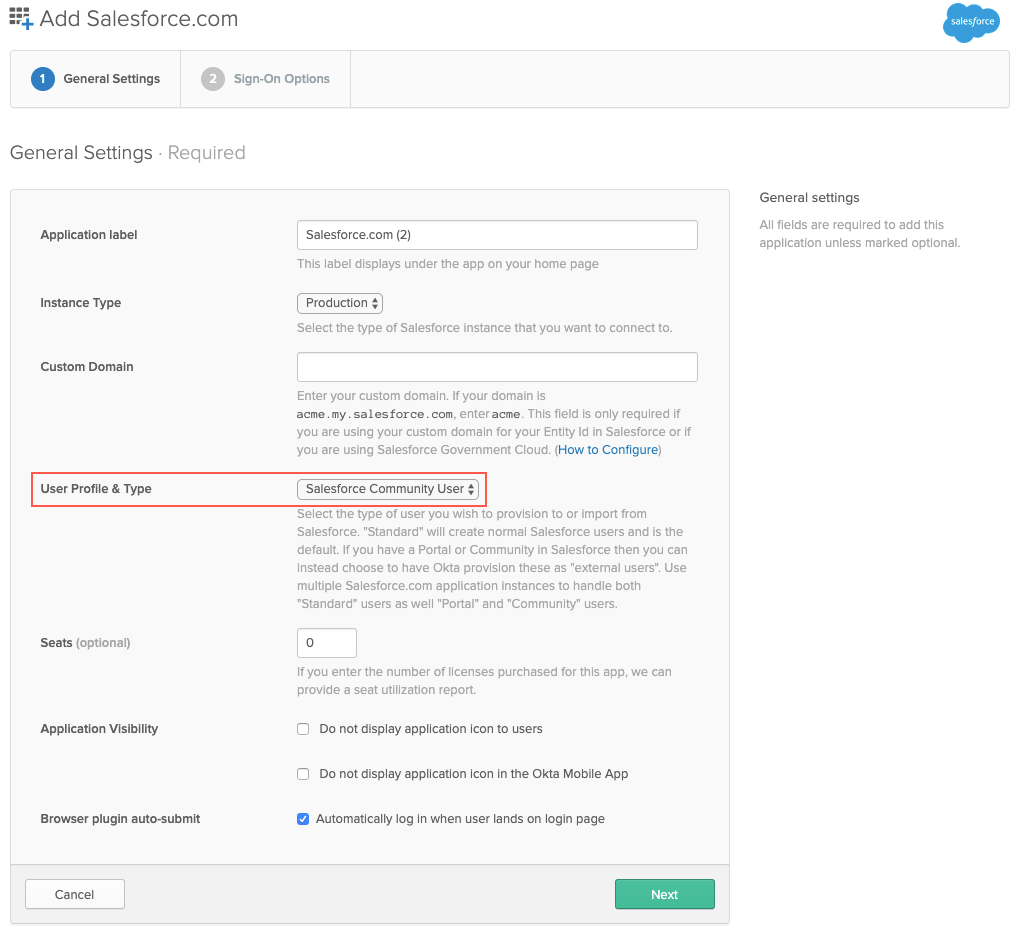 Add Salesforce.com
salesforce
1 General Settings
2 Sign-On Options
General Settings · Required
General settings
All fields are required to add this
application unless marked optional.
Application label
Salesforce.com (2)
This label displays under the app on your home page
Instance Type
Production
Select the type of Salesforce instance that you want to connect to.
Custom Domain
Enter your custom domain. If your domain is
acme.my.salesforce.com, enter acme. This field is only required if
you are using your custom domain for your Entity Id in Salesforce or if
you are using Salesforce Government Cloud. (How to Configure)
User Profile & Type
Salesforce Community User
Select the type of user you wish to provision to or import from
Salesforce. "Standard" will create normal Salesforce users and is the
default. If you have a Portal or Community in Salesforce then you can
instead choose to have Okta provision these as "external users". Use
multiple Salesforce.com application instances to handle both
"Standard" users as well "Portal" and "Community" users.
Seats (optional)
0
If you enter the number of licenses purchased for this app, we can
provide a seat utilization report.
Application Visibility
Do not display application icon to users
Do not display application icon in the Okta Mobile App
Browser plugin auto-submit
Automatically log in when user lands on login page
Cancel
Next